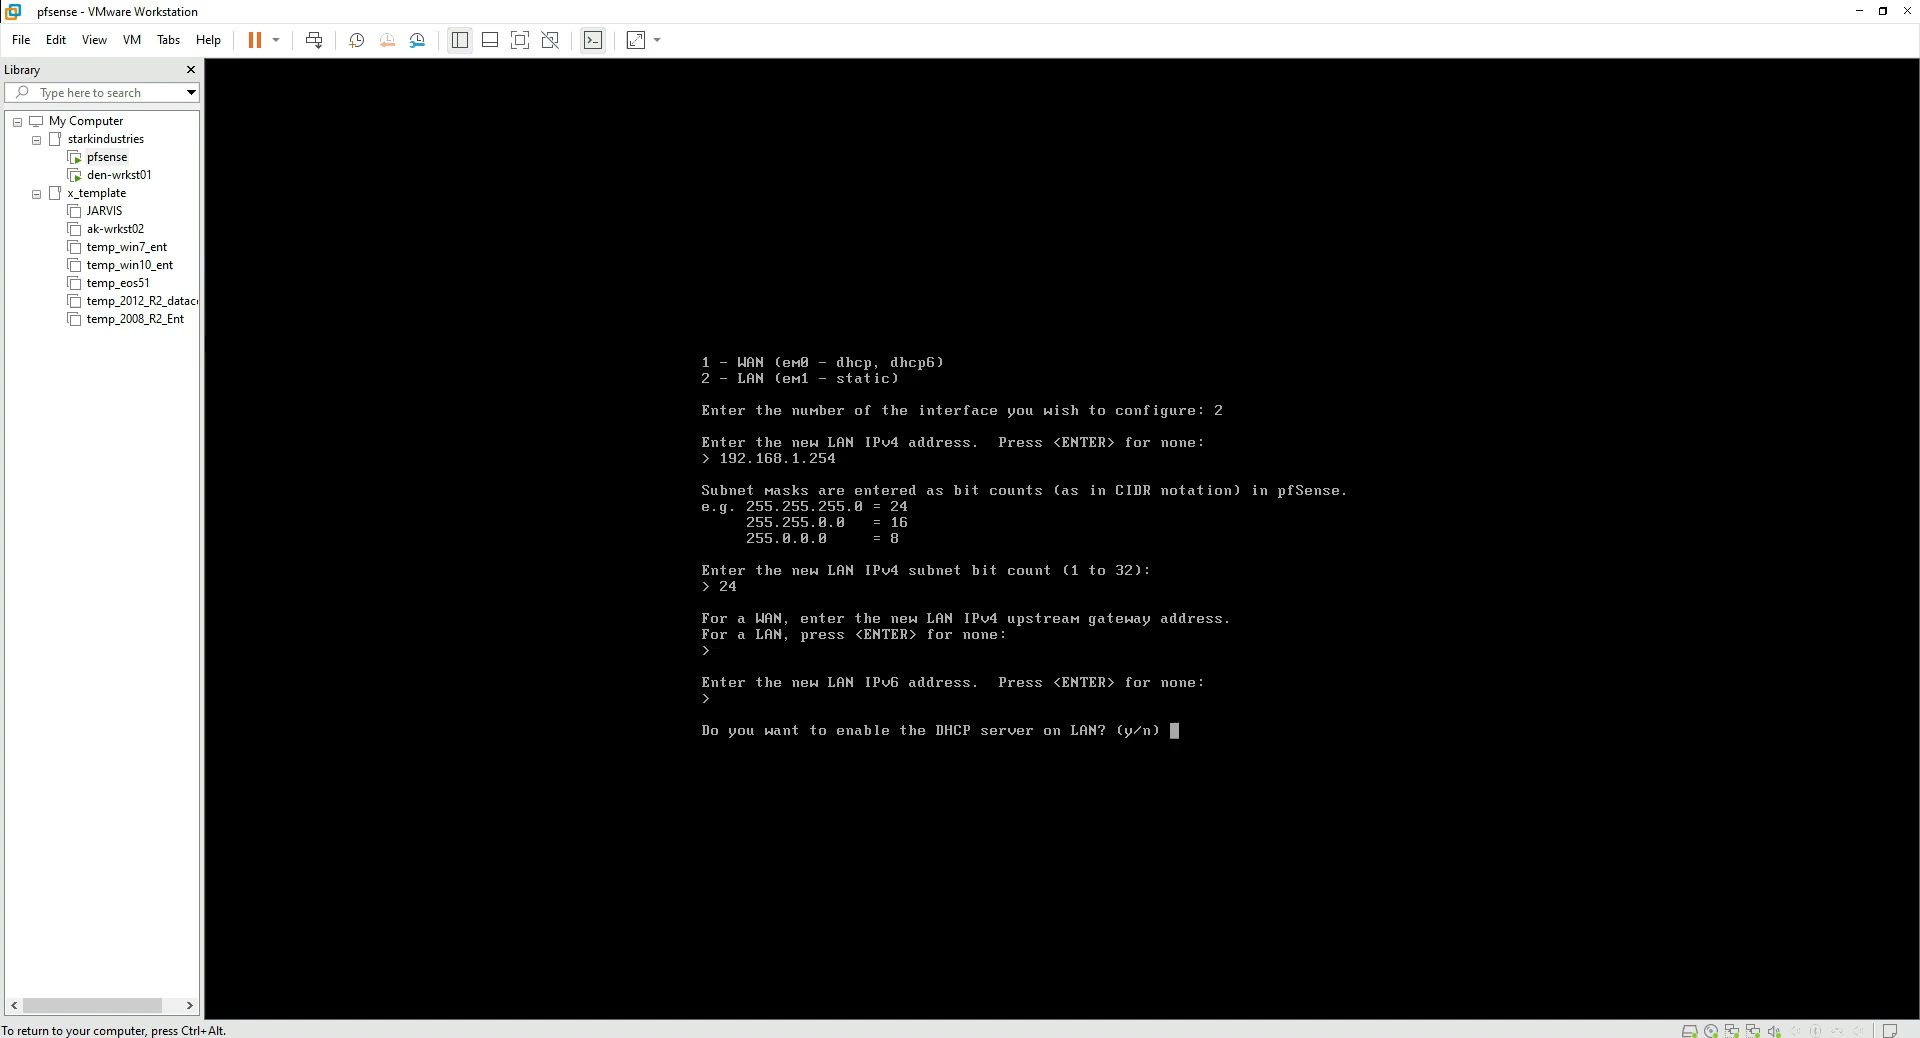 pfsense - VMware Workstation
File Edit View VM Tabs Help
Library
Type here to search
My Computer
starkindustries
pfsense
den-wrkst01
x_template
JARVIS
ak-wrkst02
temp_win7_ent
temp_win10_ent
temp_eos51
temp_2012_R2_datac
temp_2008_R2_Ent
1 - WAN (em0 - dhcp, dhcp6)
2 - LAN (em1 - static)
Enter the number of the interface you wish to configure: 2
Enter the new LAN IPv4 address.  Press <ENTER> for none:
> 192.168.1.254
Subnet masks are entered as bit counts (as in CIDR notation) in pfSense.
e.g. 255.255.255.0 = 24
255.255.0.0   = 16
255.0.0.0     = 8
Enter the new LAN IPv4 subnet bit count (1 to 32):
> 24
For a WAN, enter the new LAN IPv4 upstream gateway address.
For a LAN, press <ENTER> for none:
>
Enter the new LAN IPv6 address.  Press <ENTER> for none:
>
Do you want to enable the DHCP server on LAN? (y/n)
To return to your computer, press Ctrl+Alt.